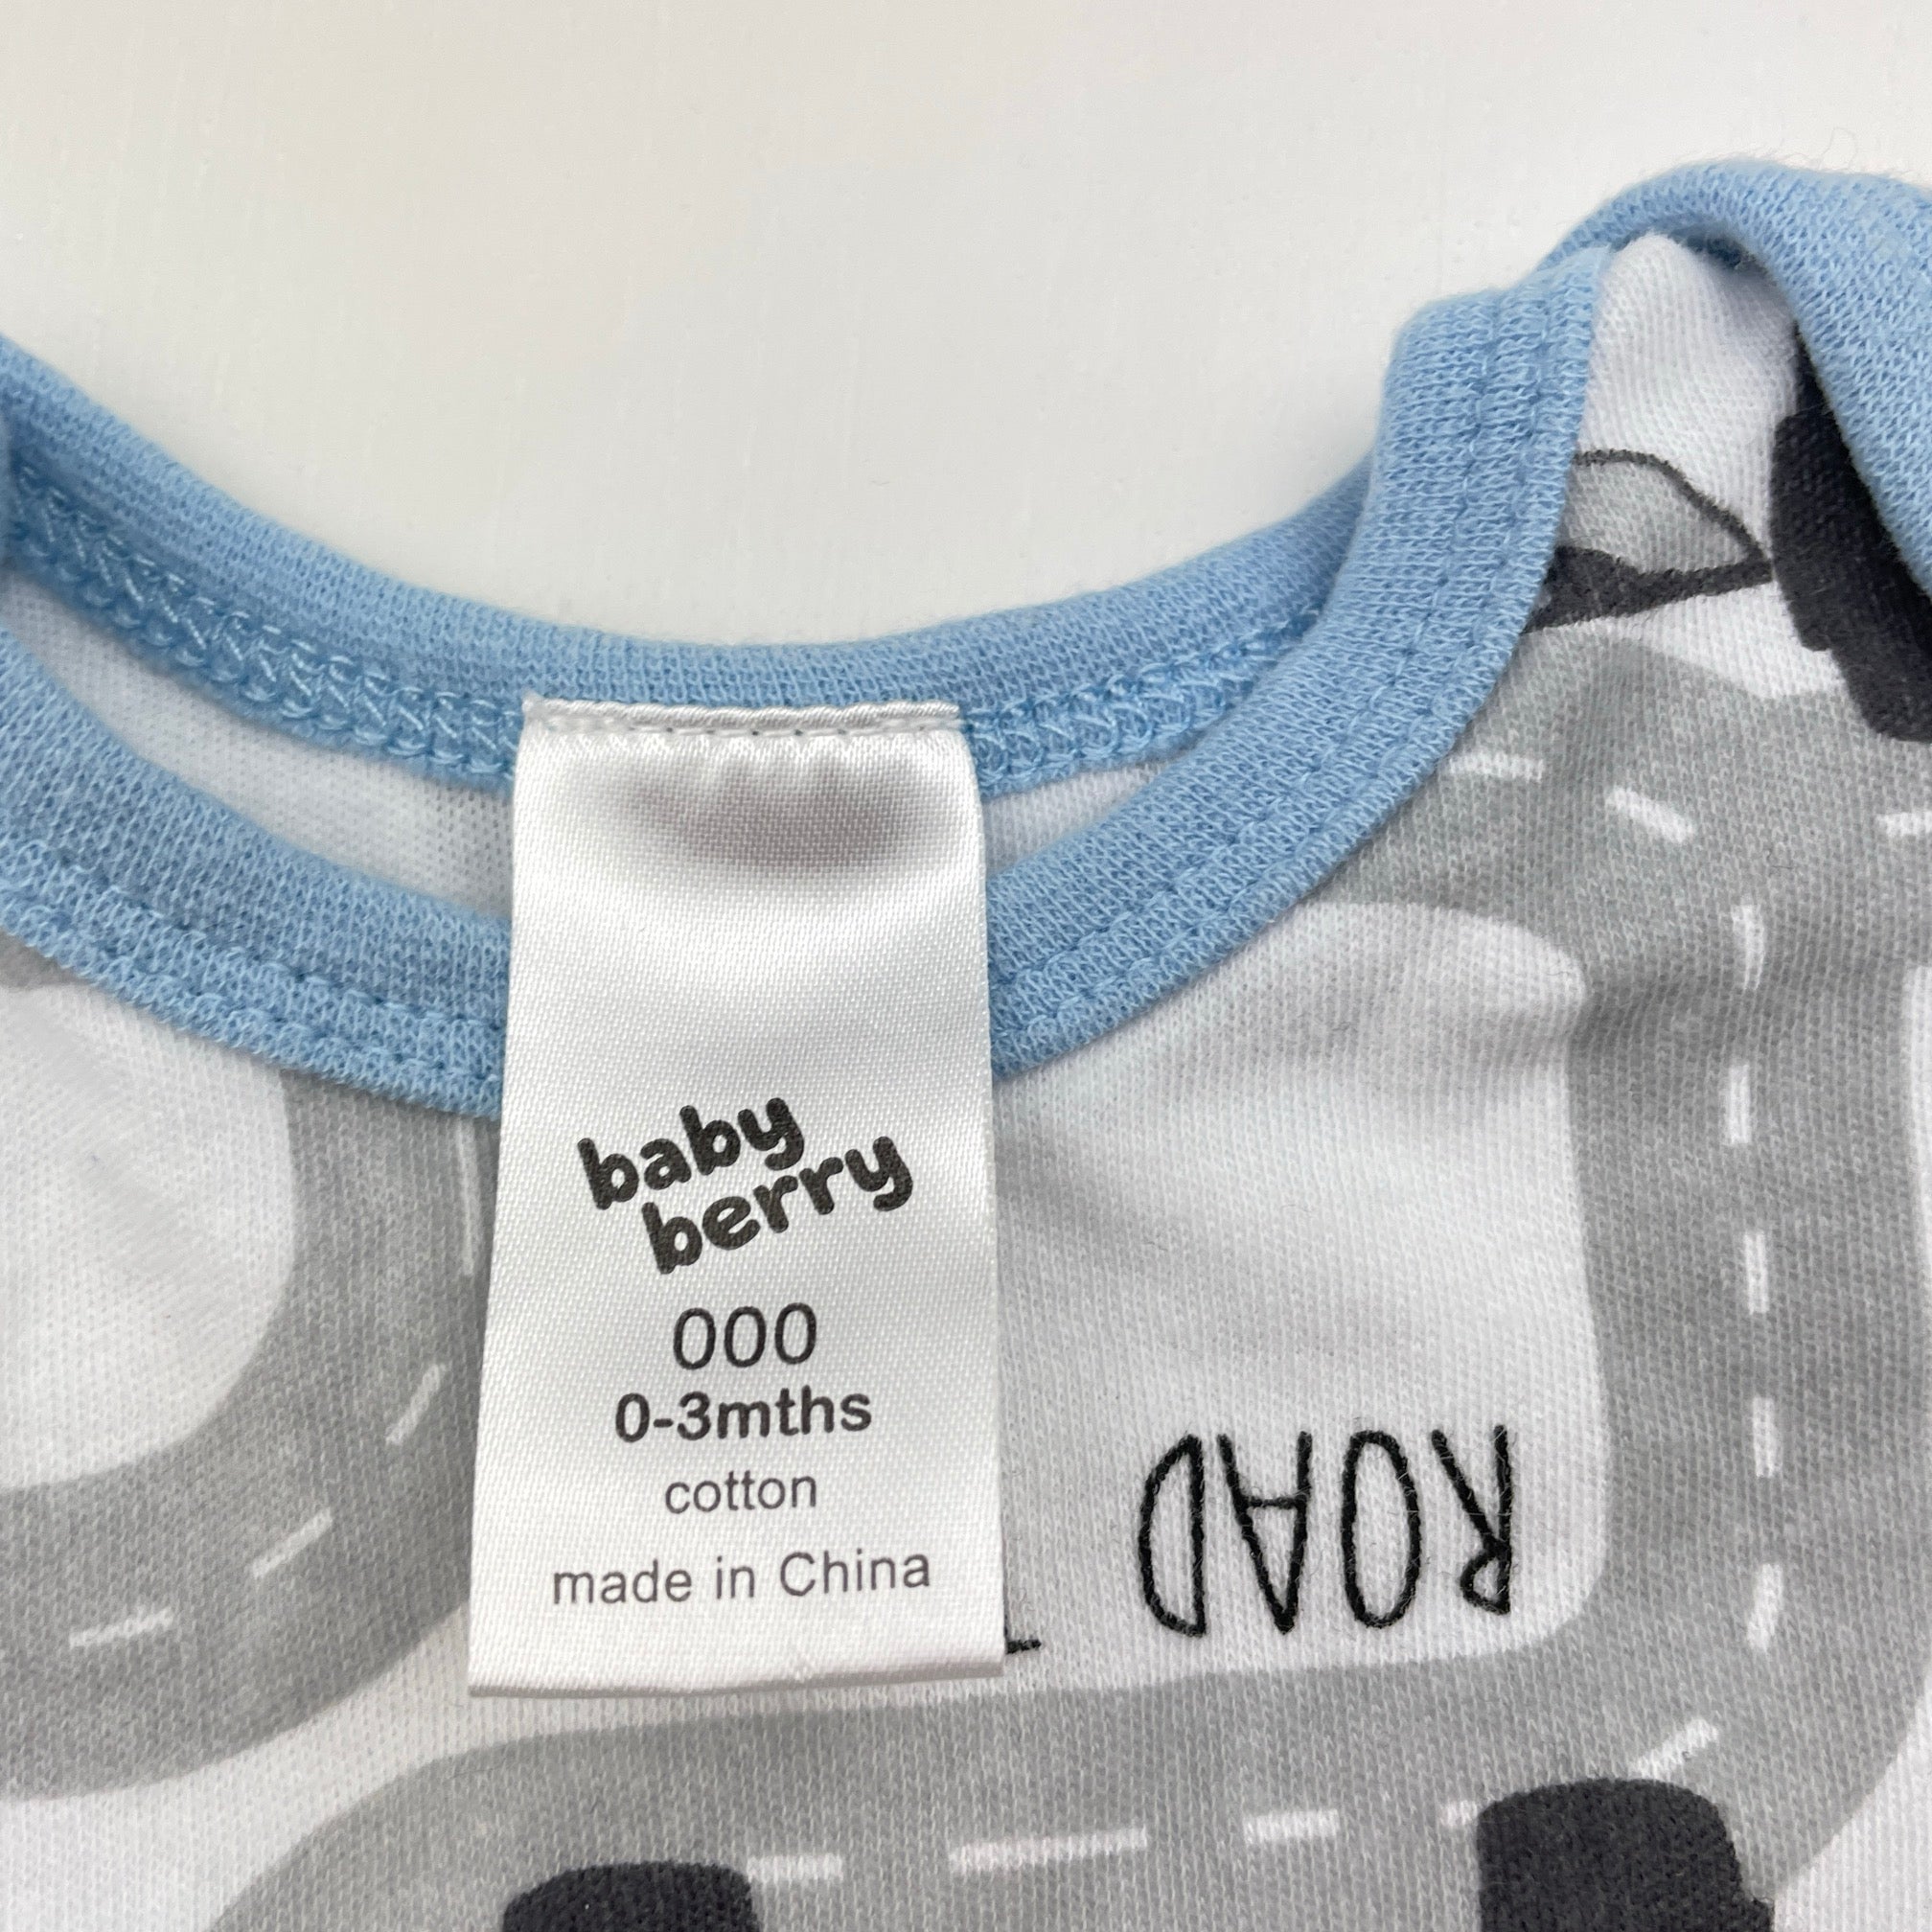 baby
berry
000
0-3mths
cotton
made in China
ROAD